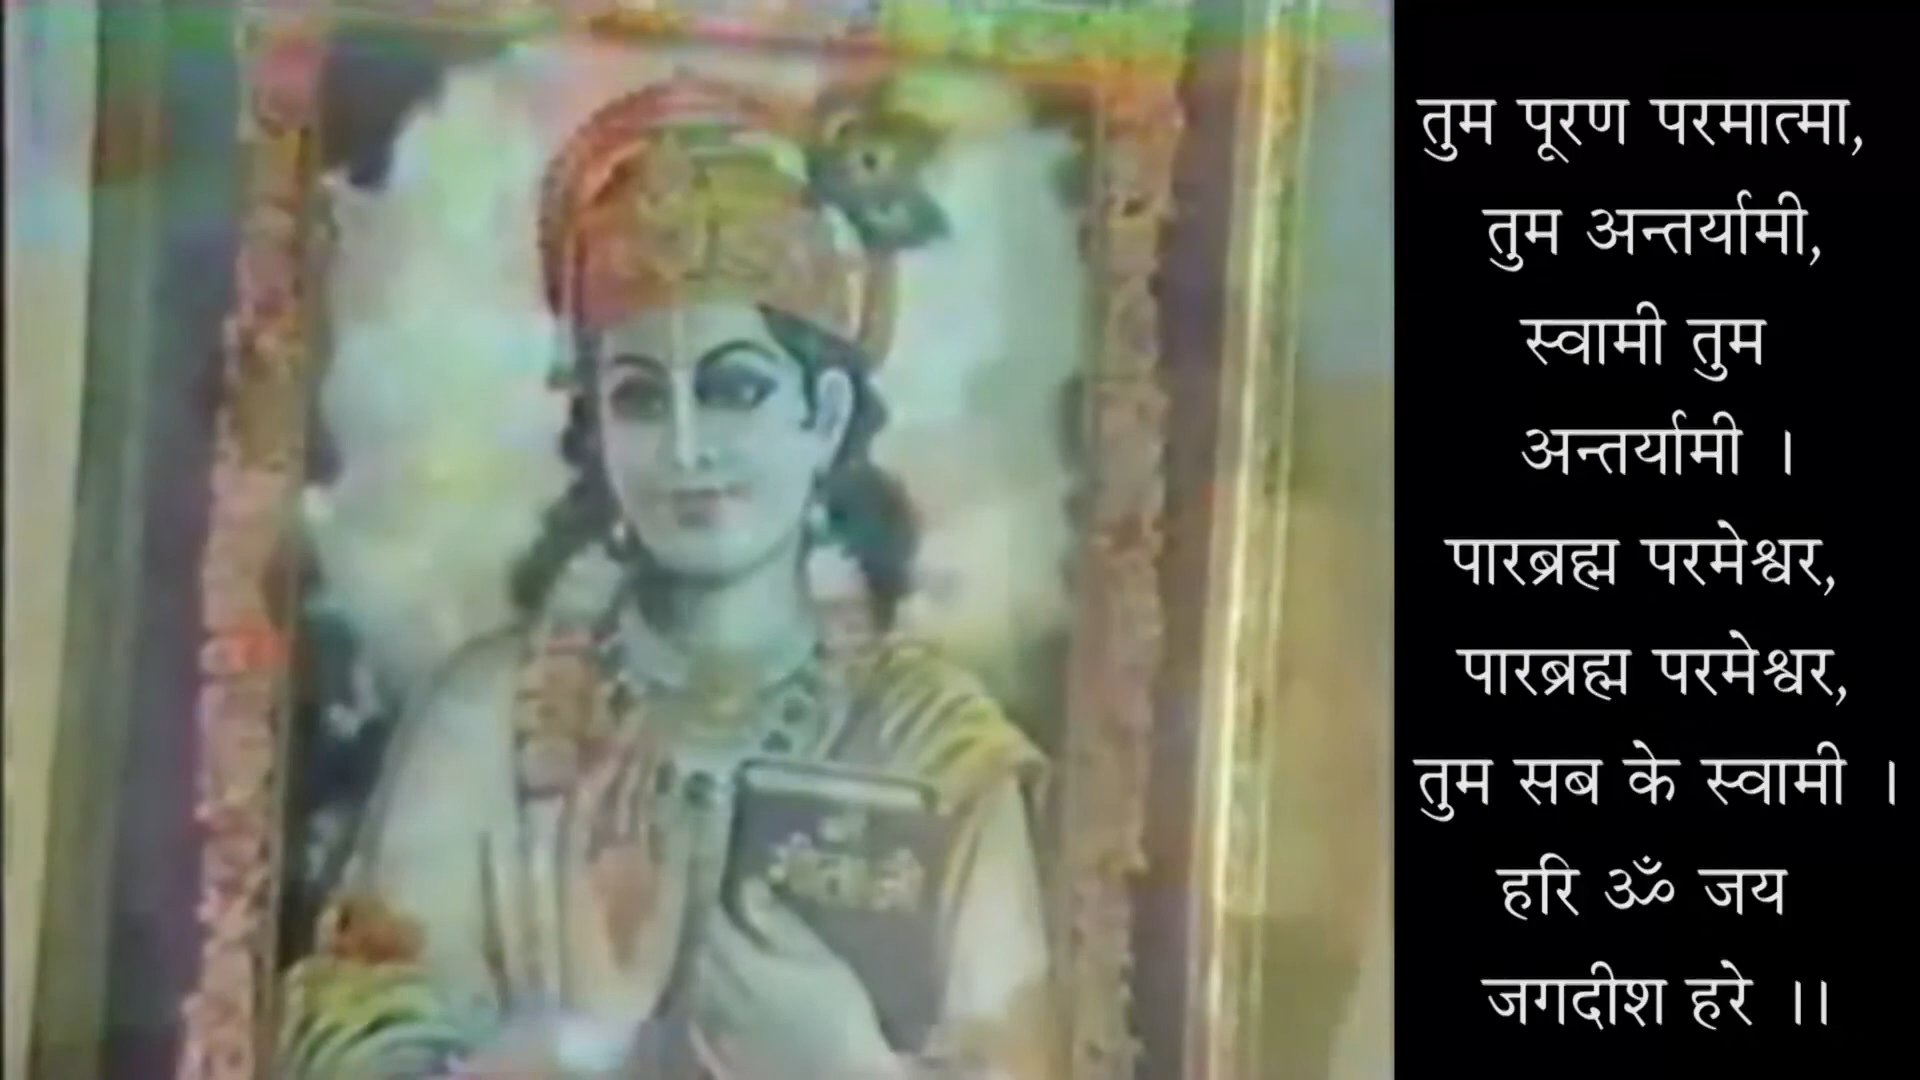 तुम पूरण परमात्मा,
तुम अन्तर्यामी,
स्वामी तुम
अन्तर्यामी ।
पारब्रह्म परमेश्वर,
पारब्रह्म परमेश्वर,
तुम सब के स्वामी ।
हरि ॐ जय
जगदीश हरे ।।